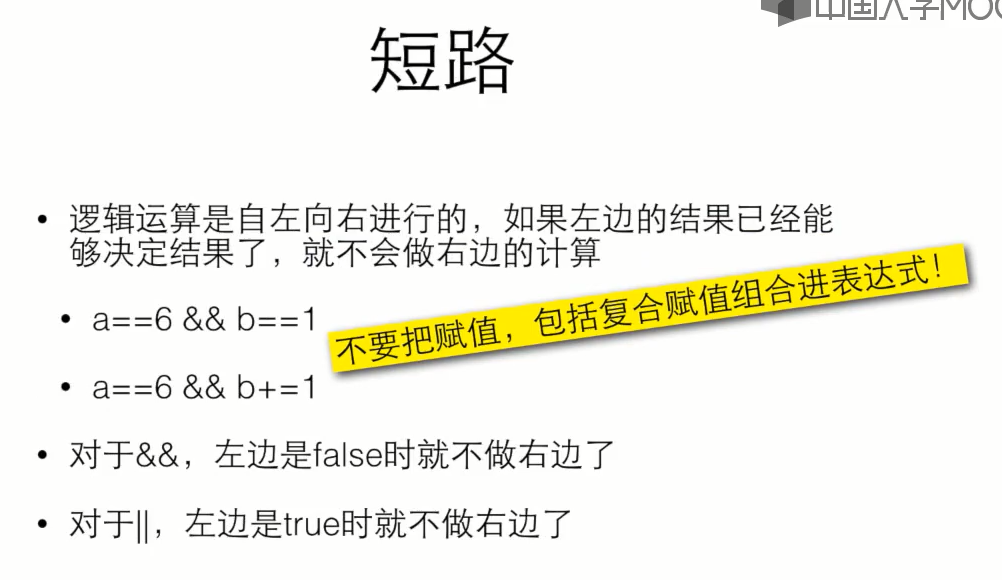 中国大学MOO
短路
• 逻辑运算是自左向右进行的，如果左边的结果已经能
够决定结果了，就不会做右边的计算
• a==6 && b==1
不要把赋值，包括复合赋值组合进表达式！
• a==6 && b+=1
• 对于&&，左边是false时就不做右边了
• 对于||，左边是true时就不做右边了